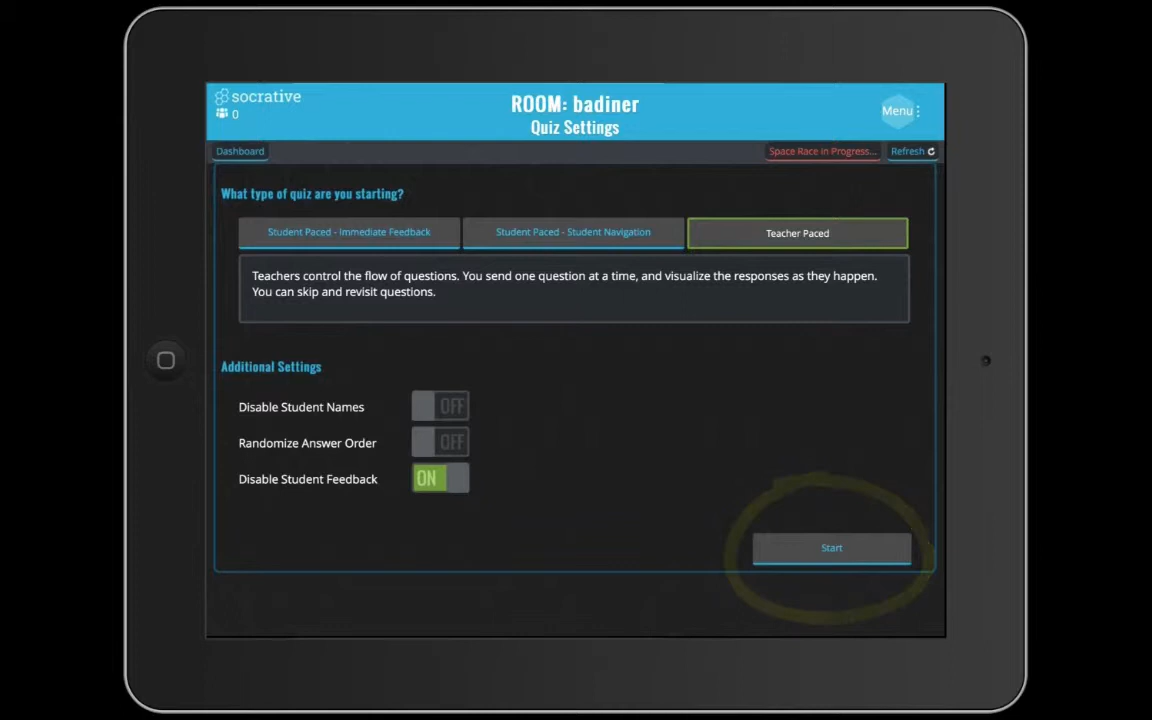 socrative
0
ROOM: badiner
Quiz Settings
Menu
Dashboard
Space Race in Progress...
Refresh
What type of quiz are you starting?
Student Paced - Immediate Feedback
Student Paced - Student Navigation
Teacher Paced
Teachers control the flow of questions. You send one question at a time, and visualize the responses as they happen.
You can skip and revisit questions.
Additional Settings
Disable Student Names
OFF
Randomize Answer Order
OFF
Disable Student Feedback
ON
Start